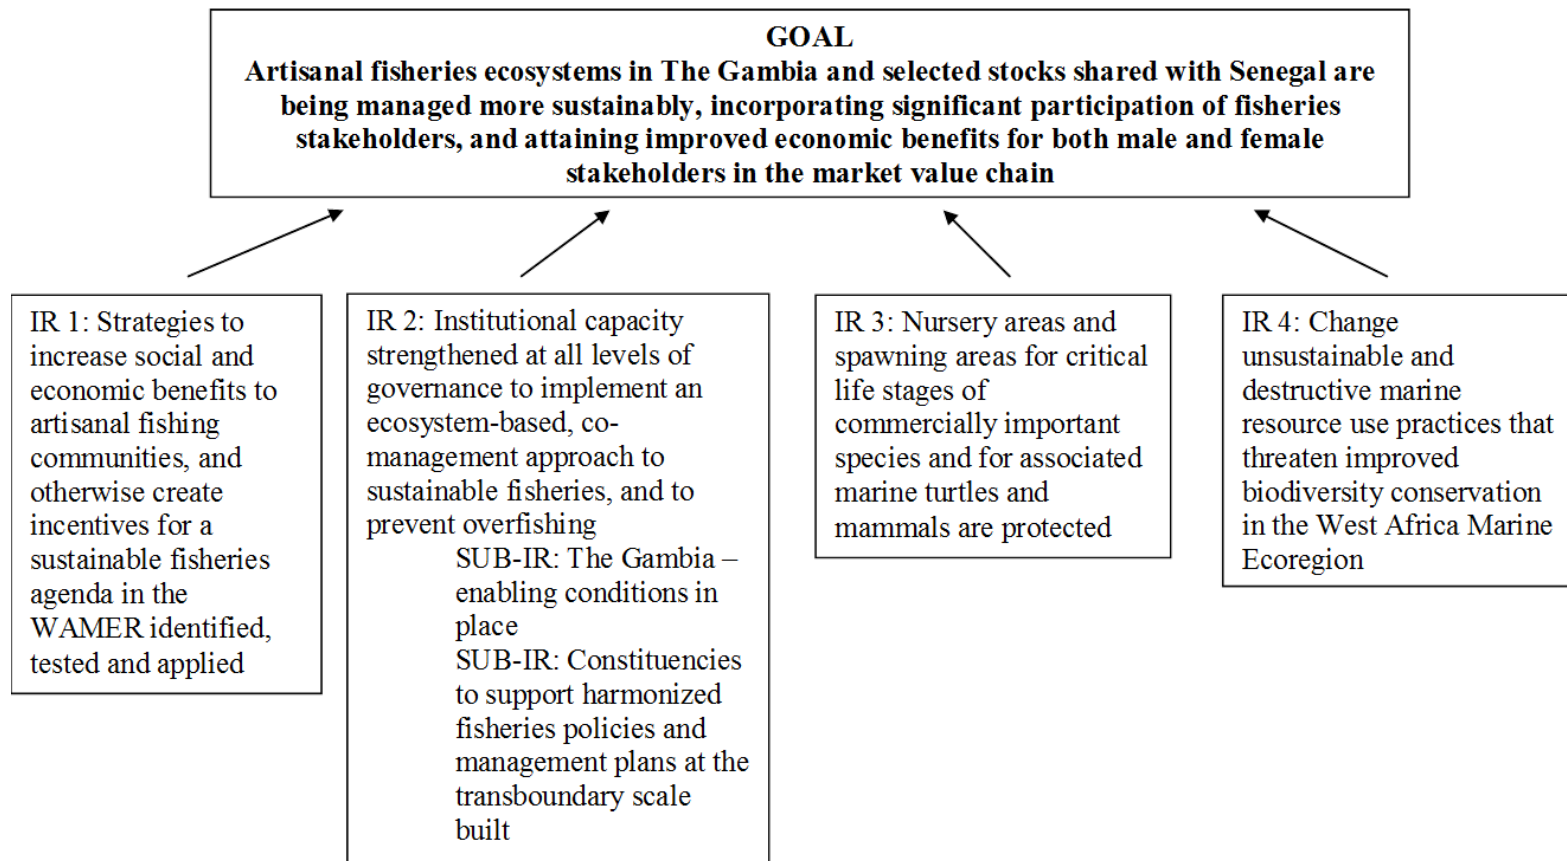 GOAL
Artisanal fisheries ecosystems in The Gambia and selected stocks shared with Senegal are
being managed more sustainably, incorporating significant participation of fisheries
stakeholders, and attaining improved economic benefits for both male and female
stakeholders in the market value chain
IR 1: Strategies to
increase social and
economic benefits to
artisanal fishing
communities, and
otherwise create
incentives for a
sustainable fisheries
agenda in the
WAMER identified,
tested and applied
IR 2: Institutional capacity
strengthened at all levels of
governance to implement an
ecosystem-based, co-
management approach to
sustainable fisheries, and to
prevent overfishing
SUB-IR: The Gambia –
enabling conditions in
place
SUB-IR: Constituencies
to support harmonized
fisheries policies and
management plans at the
transboundary scale
built
IR 3: Nursery areas and
spawning areas for critical
life stages of
commercially important
species and for associated
marine turtles and
mammals are protected
IR 4: Change
unsustainable and
destructive marine
resource use practices that
threaten improved
biodiversity conservation
in the West Africa Marine
Ecoregion